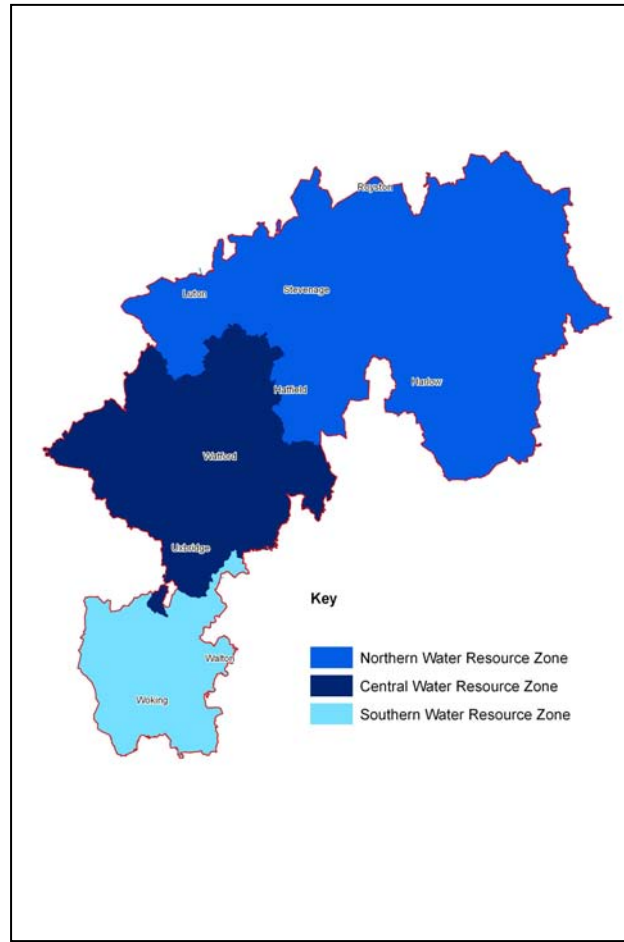 Royston
Luton
Stevenage
Hatfield
Harlow
Watford
Uxbridge
Walton
Woking
Key
Northern Water Resource Zone
Central Water Resource Zone
Southern Water Resource Zone